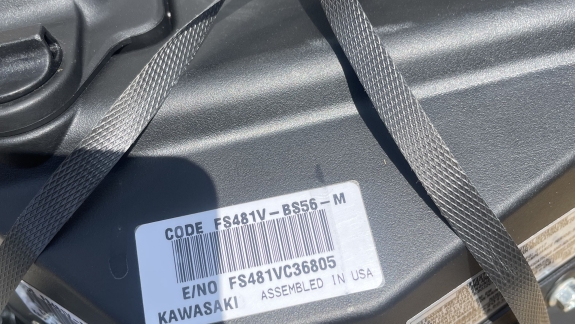 CODE FS481V-BS56-M
E/NO FS481VC36805
KAWASAKI ASSEMBLED IN USA